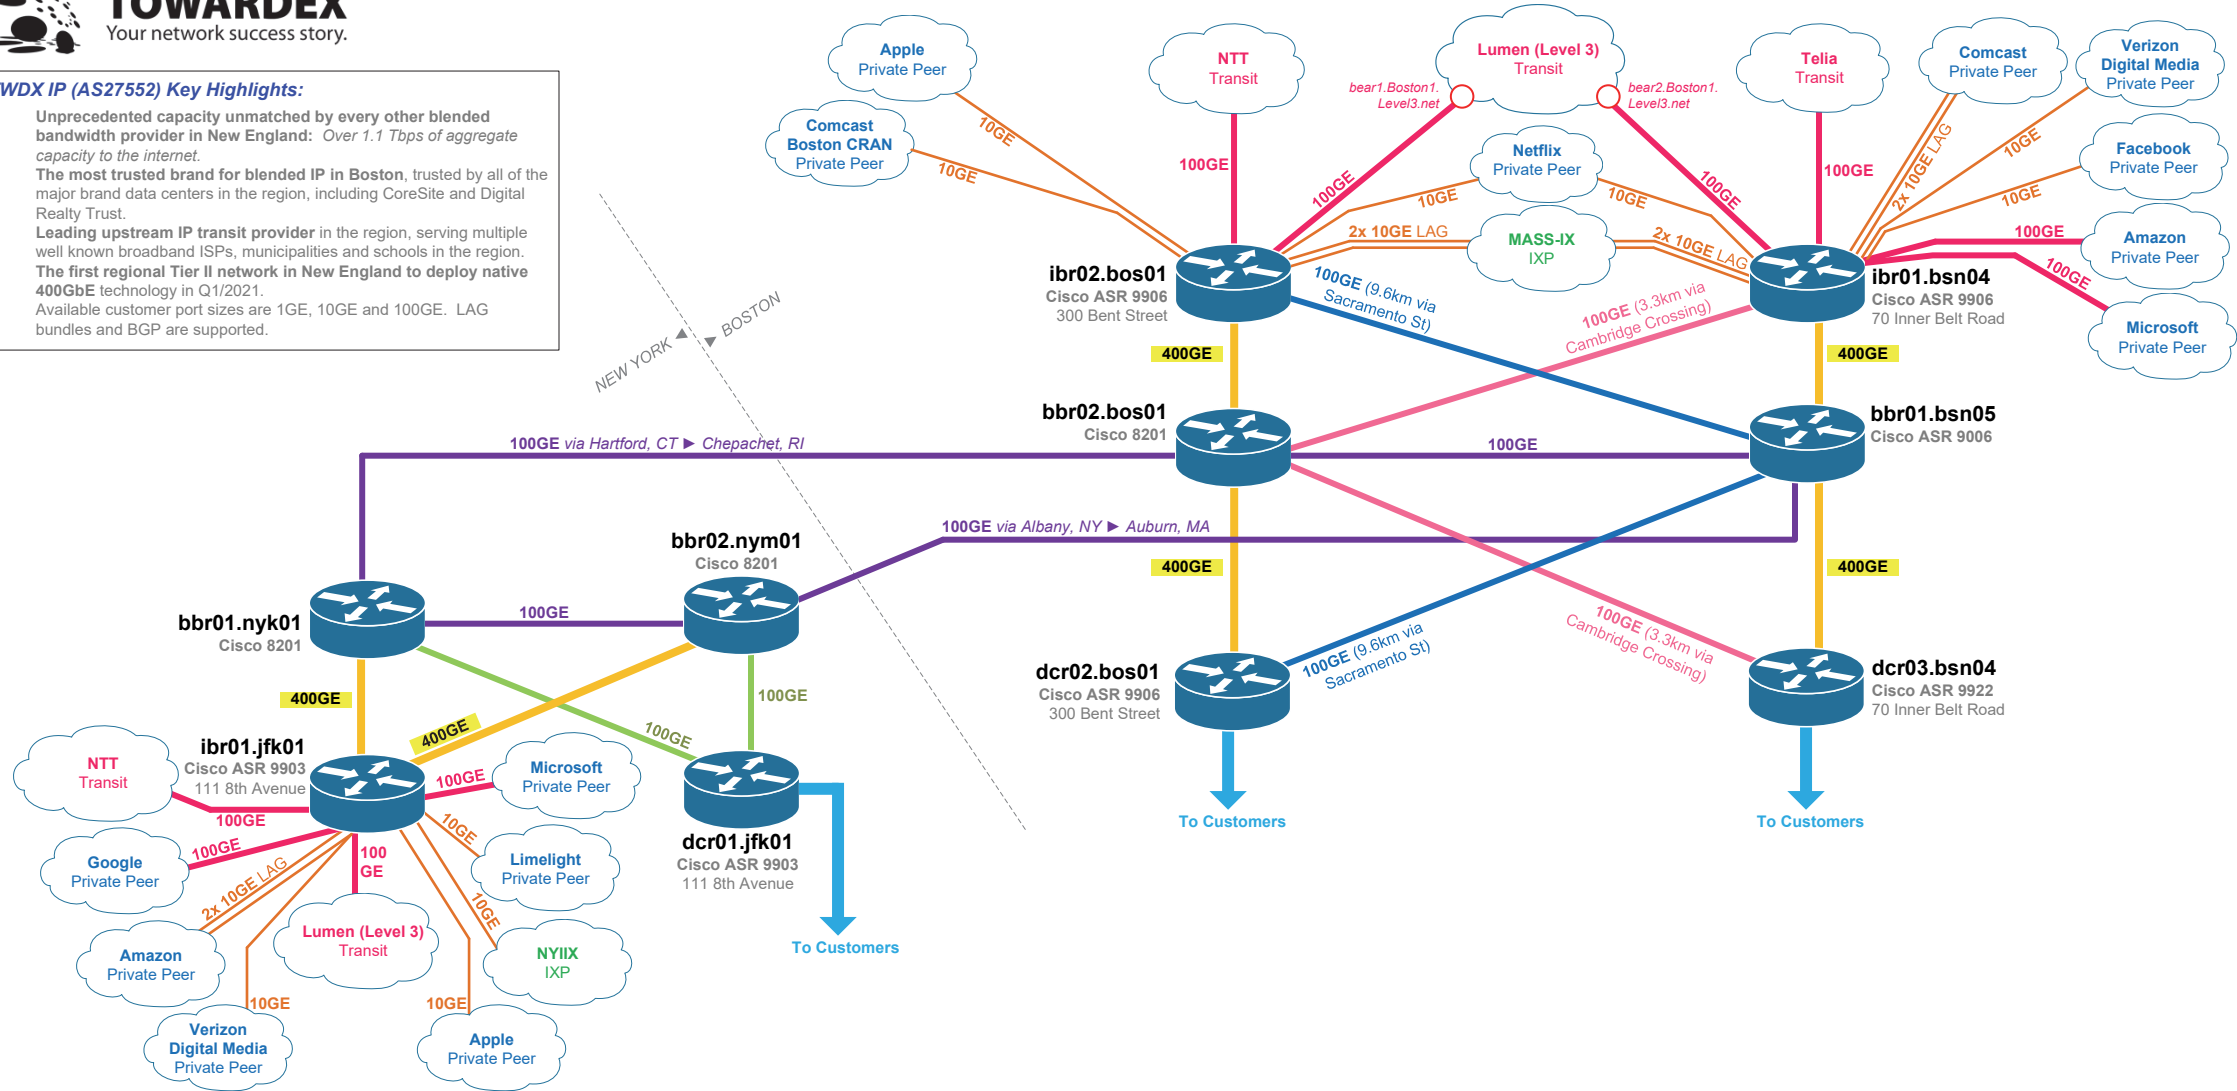 TOWARDEX
Your network success story.
WDX IP (AS27552) Key Highlights:
Unprecedented capacity unmatched by every other blended
bandwidth provider in New England: Over 1.1 Tbps of aggregate
capacity to the internet.
The most trusted brand for blended IP in Boston, trusted by all of the
major brand data centers in the region, including CoreSite and Digital
Realty Trust.
Leading upstream IP transit provider in the region, serving multiple
well known broadband ISPs, municipalities and schools in the region.
The first regional Tier II network in New England to deploy native
400GbE technology in Q1/2021.
Available customer port sizes are 1GE, 10GE and 100GE. LAG
bundles and BGP are supported.
NEW YORK ◄
► BOSTON
Apple
Private Peer
10GE
Comcast
Boston CRAN
Private Peer
10GE
NTT
Transit
100GE
Lumen (Level 3)
Transit
bear1.Boston1.
Level3.net
bear2.Boston1.
Level3.net
100GE
100GE
Netflix
Private Peer
10GE
10GE
MASS-IX
IXP
2x 10GE LAG
2x 10GE LAG
Telia
Transit
100GE
Comcast
Private Peer
2x 10GE LAG
Verizon
Digital Media
Private Peer
10GE
Facebook
Private Peer
10GE
Amazon
Private Peer
100GE
Microsoft
Private Peer
100GE
ibr02.bos01
Cisco ASR 9906
300 Bent Street
ibr01.bsn04
Cisco ASR 9906
70 Inner Belt Road
100GE (9.6km via
Sacramento St)
100GE (3.3km via
Cambridge Crossing)
400GE
400GE
bbr02.bos01
Cisco 8201
bbr01.bsn05
Cisco ASR 9006
100GE
100GE via Hartford, CT ► Chepachet, RI
100GE via Albany, NY ► Auburn, MA
400GE
400GE
100GE (9.6km via
Sacramento St)
100GE (3.3km via
Cambridge Crossing)
dcr02.bos01
Cisco ASR 9906
300 Bent Street
dcr03.bsn04
Cisco ASR 9922
70 Inner Belt Road
To Customers
To Customers
bbr02.nym01
Cisco 8201
bbr01.nyk01
Cisco 8201
100GE
400GE
400GE
100GE
100GE
ibr01.jfk01
Cisco ASR 9903
111 8th Avenue
dcr01.jfk01
Cisco ASR 9903
111 8th Avenue
To Customers
NTT
Transit
100GE
Google
Private Peer
100GE
Amazon
Private Peer
2x 10GE LAG
Verizon
Digital Media
Private Peer
10GE
Lumen (Level 3)
Transit
100
GE
Microsoft
Private Peer
100GE
Limelight
Private Peer
10GE
NYIIX
IXP
10GE
Apple
Private Peer
10GE